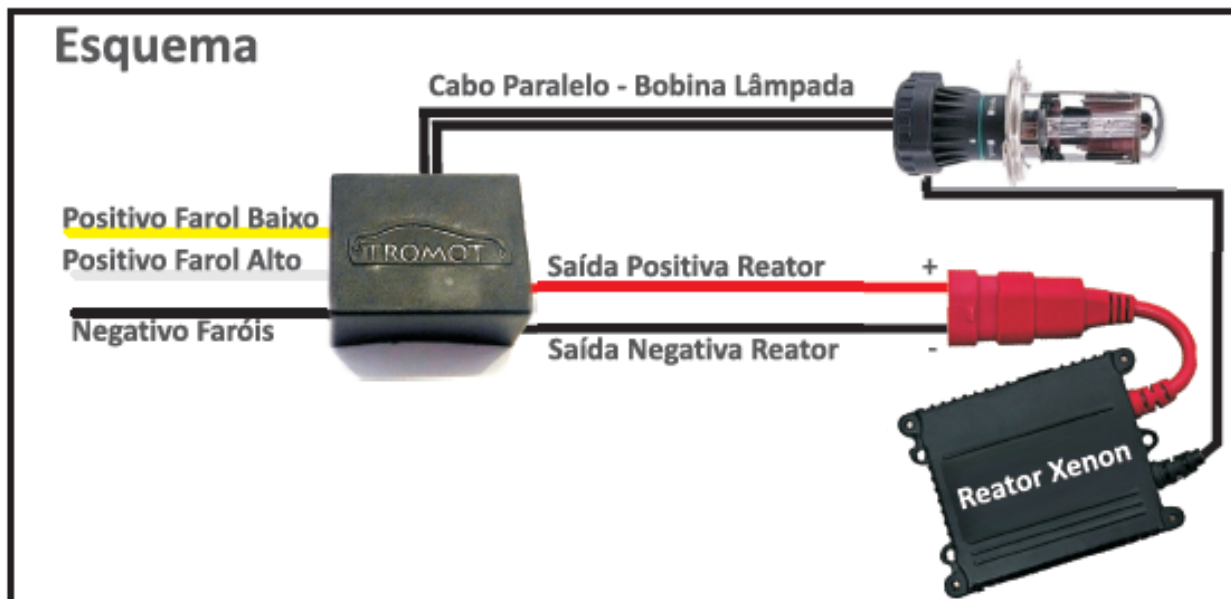 Esquema
Cabo Paralelo - Bobina Lâmpada
Positivo Farol Baixo
Positivo Farol Alto
Negativo Faróis
TROMOT
Saída Positiva Reator +
Saída Negativa Reator -
Reator Xenon